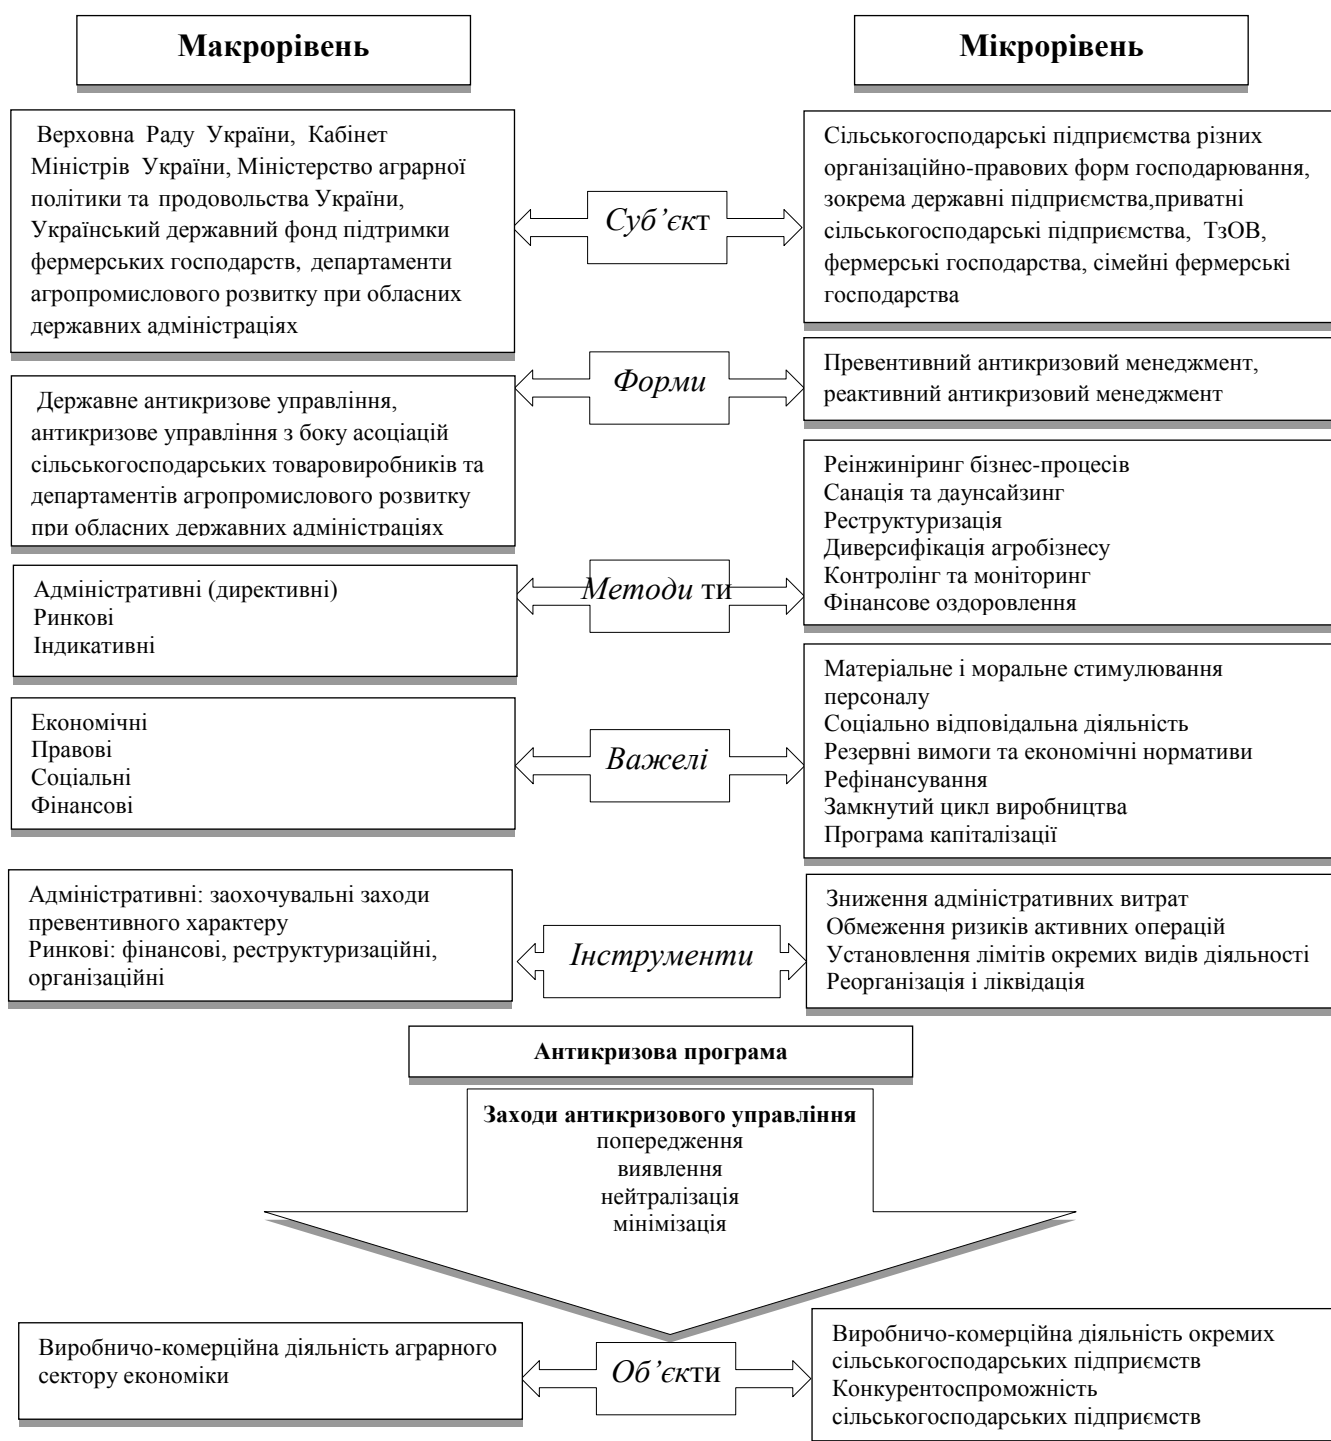 Макрорівень
Мікрорівень
Верховна Раду України, Кабінет
Міністрів України, Міністерство аграрної
політики та продовольства України,
Український державний фонд підтримки
фермерських господарств, департаменти
агропромислового розвитку при обласних
державних адміністраціях
Суб’єкт
Сільськогосподарські підприємства різних
організаційно-правових форм господарювання,
зокрема державні підприємства,приватні
сільськогосподарські підприємства, ТзОВ,
фермерські господарства, сімейні фермерські
господарства
Державне антикризове управління,
антикризове управління з боку асоціацій
сільськогосподарських товаровиробників та
департаментів агропромислового розвитку
при обласних державних адміністраціях
Форми
Превентивний антикризовий менеджмент,
реактивний антикризовий менеджмент
Адміністративні (директивні)
Ринкові
Індикативні
Методи ти
Реінжиніринг бізнес-процесів
Санація та даунсайзинг
Реструктуризація
Диверсифікація агробізнесу
Контролінг та моніторинг
Фінансове оздоровлення
Економічні
Правові
Соціальні
Фінансові
Важелі
Матеріальне і моральне стимулювання
персоналу
Соціально відповідальна діяльність
Резервні вимоги та економічні нормативи
Рефінансування
Замкнутий цикл виробництва
Програма капіталізації
Адміністративні: заохочувальні заходи
превентивного характеру
Ринкові: фінансові, реструктуризаційні,
організаційні
Інструменти
Зниження адміністративних витрат
Обмеження ризиків активних операцій
Установлення лімітів окремих видів діяльності
Реорганізація і ліквідація
Антикризова програма
Заходи антикризового управління
попередження
виявлення
нейтралізація
мінімізація
Виробничо-комерційна діяльність аграрного
сектору економіки
Об’єкти
Виробничо-комерційна діяльність окремих
сільськогосподарських підприємств
Конкурентоспроможність
сільськогосподарських підприємств